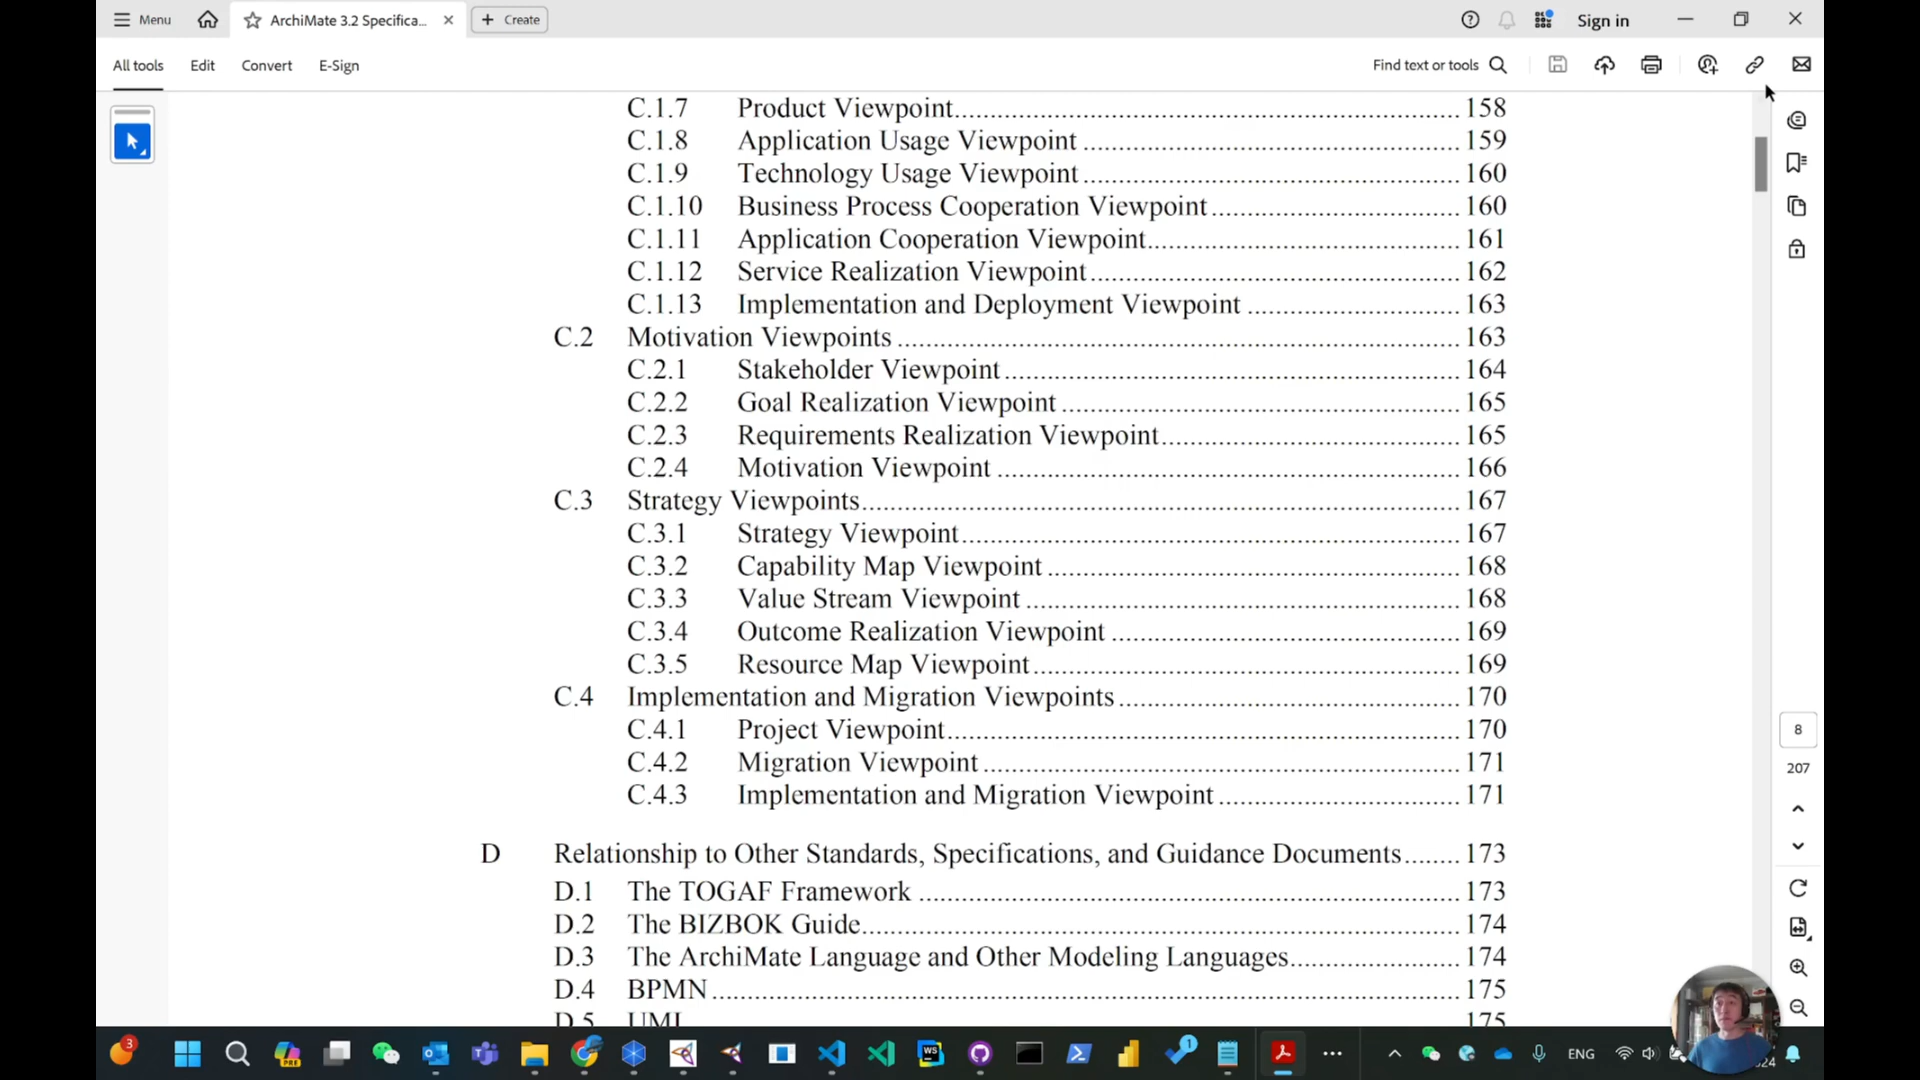 Menu
ArchiMate 3.2 Specifica...
Create
Sign in
All tools
Edit
Convert
E-Sign
Find text or tools
C.1.7 Product Viewpoint 158
C.1.8 Application Usage Viewpoint 159
C.1.9 Technology Usage Viewpoint 160
C.1.10 Business Process Cooperation Viewpoint 160
C.1.11 Application Cooperation Viewpoint 161
C.1.12 Service Realization Viewpoint 162
C.1.13 Implementation and Deployment Viewpoint 163
C.2 Motivation Viewpoints 163
C.2.1 Stakeholder Viewpoint 164
C.2.2 Goal Realization Viewpoint 165
C.2.3 Requirements Realization Viewpoint 165
C.2.4 Motivation Viewpoint 166
C.3 Strategy Viewpoints 167
C.3.1 Strategy Viewpoint 167
C.3.2 Capability Map Viewpoint 168
C.3.3 Value Stream Viewpoint 168
C.3.4 Outcome Realization Viewpoint 169
C.3.5 Resource Map Viewpoint 169
C.4 Implementation and Migration Viewpoints 170
C.4.1 Project Viewpoint 170
C.4.2 Migration Viewpoint 171
C.4.3 Implementation and Migration Viewpoint 171
D Relationship to Other Standards, Specifications, and Guidance Documents 173
D.1 The TOGAF Framework 173
D.2 The BIZBOK Guide 174
D.3 The ArchiMate Language and Other Modeling Languages 174
D.4 BPMN 175
D.5 UML 175
8
207
3
PRE
WS
1
ENG